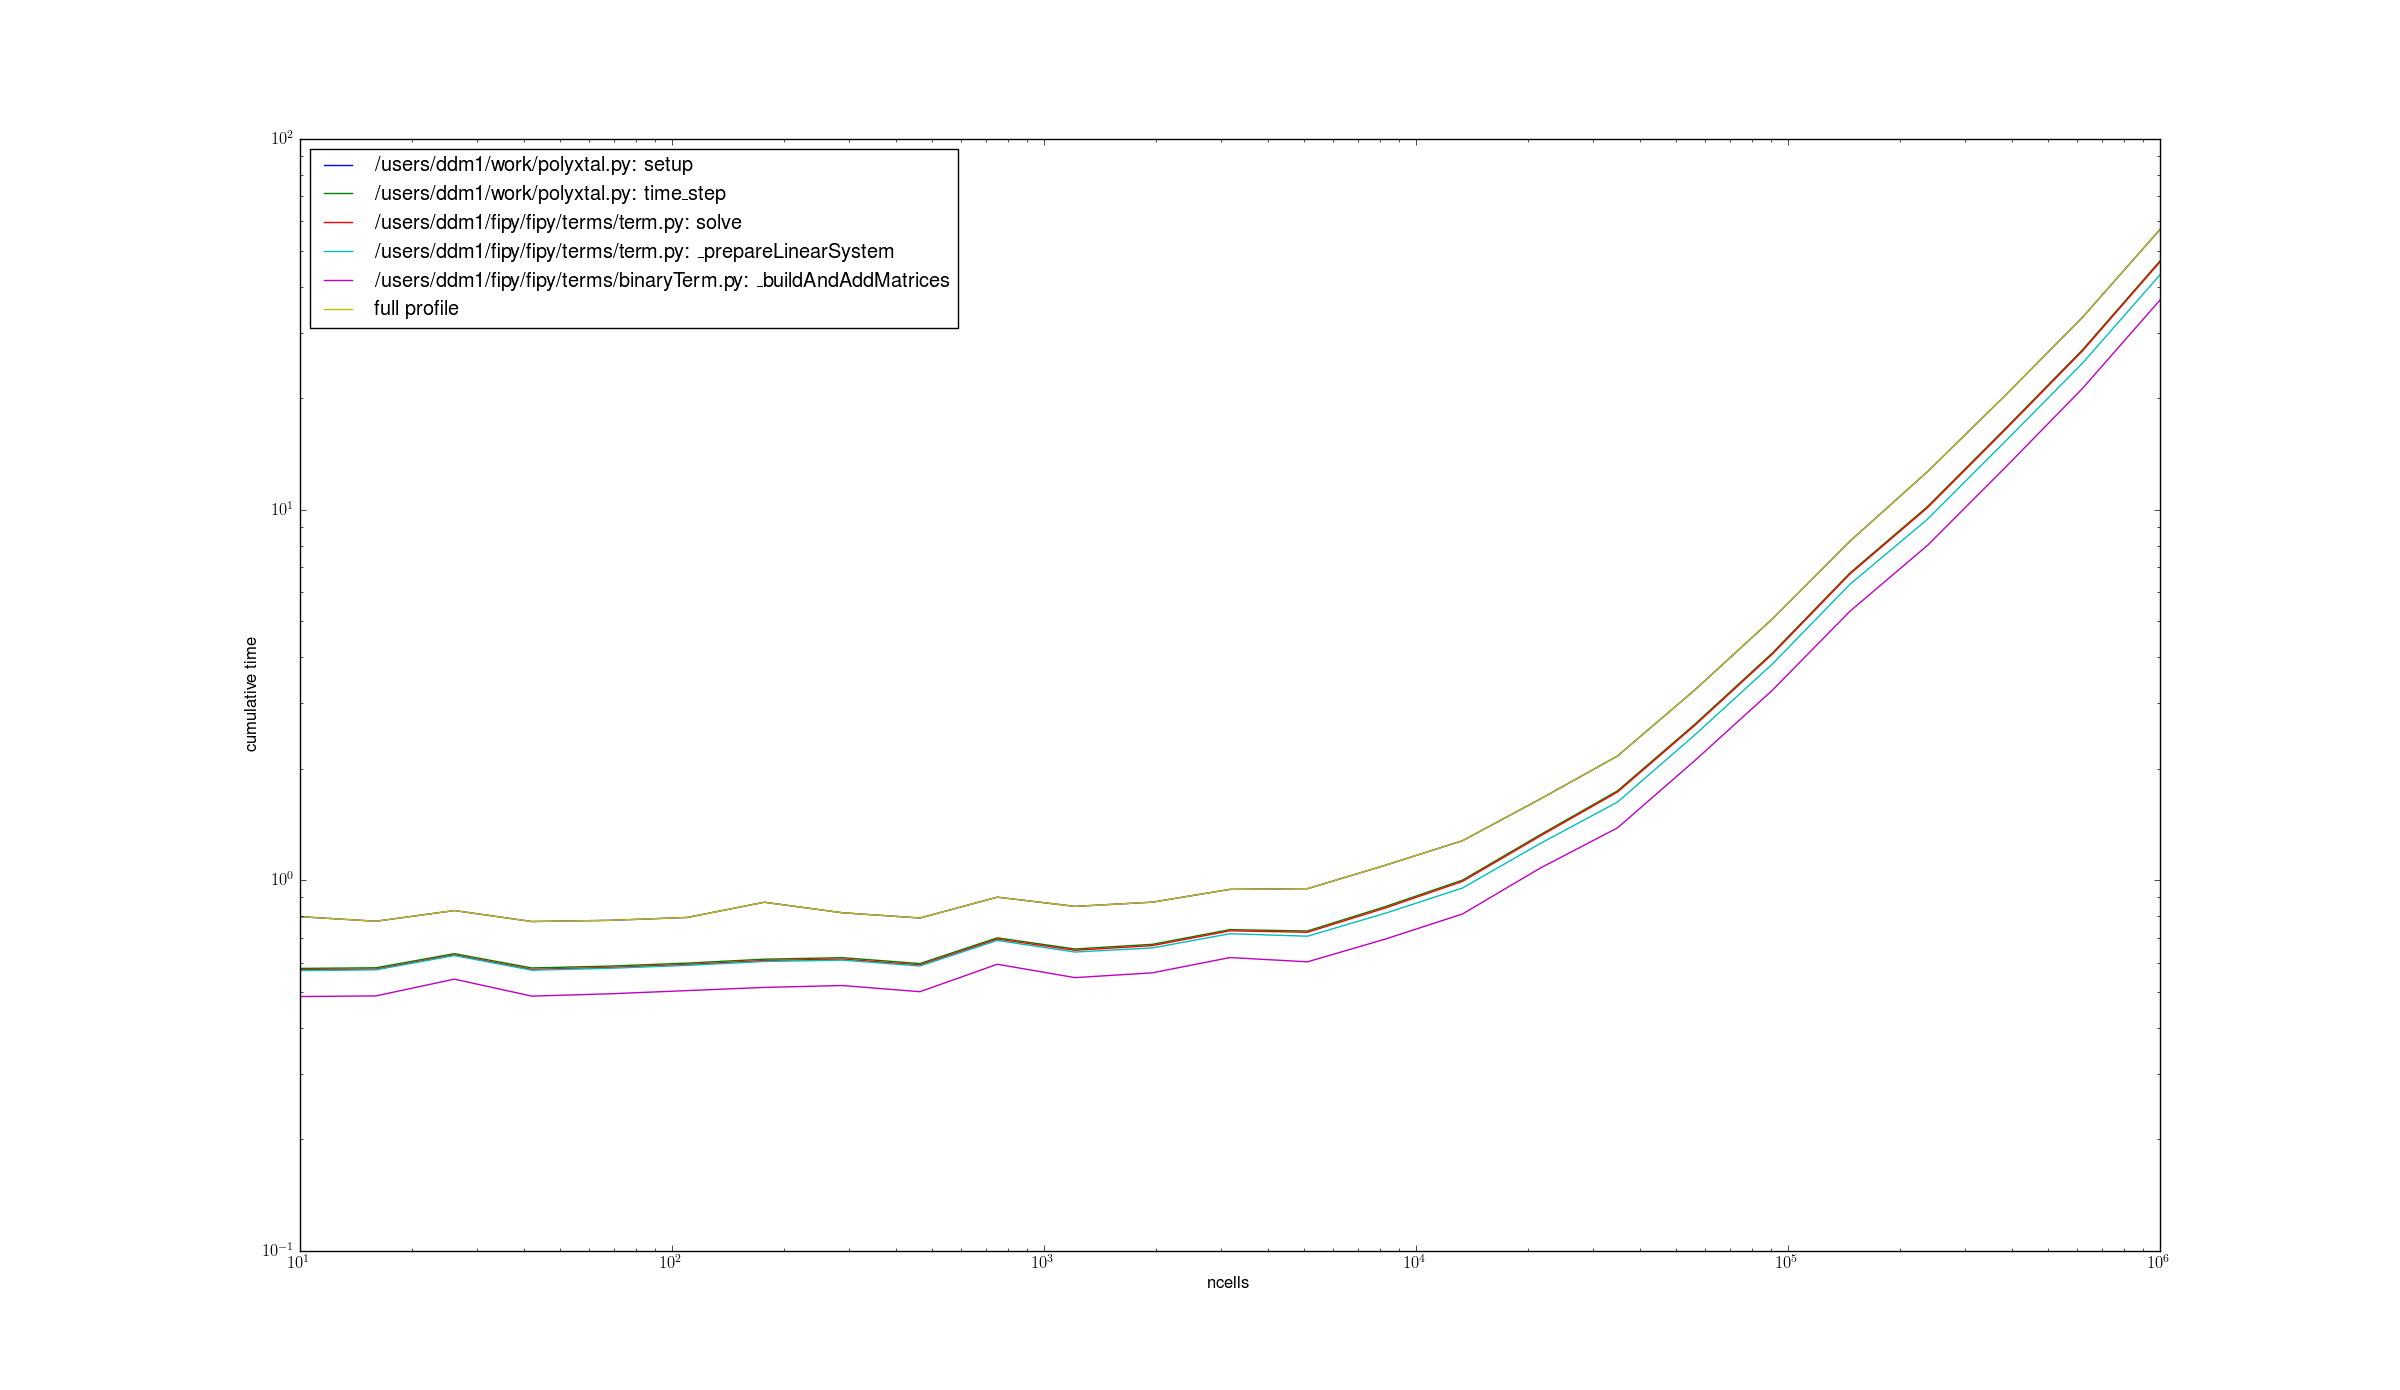 10^2
/users/ddm1/work/polyxtal.py: setup
/users/ddm1/work/polyxtal.py: time_step
/users/ddm1/fipy/fipy/terms/term.py: solve
/users/ddm1/fipy/fipy/terms/term.py: _prepareLinearSystem
/users/ddm1/fipy/fipy/terms/binaryTerm.py: _buildAndAddMatrices
full profile
10^1
cumulative time
10^0
10^-1
10^1 10^2 10^3 10^4 10^5 10^6
ncells